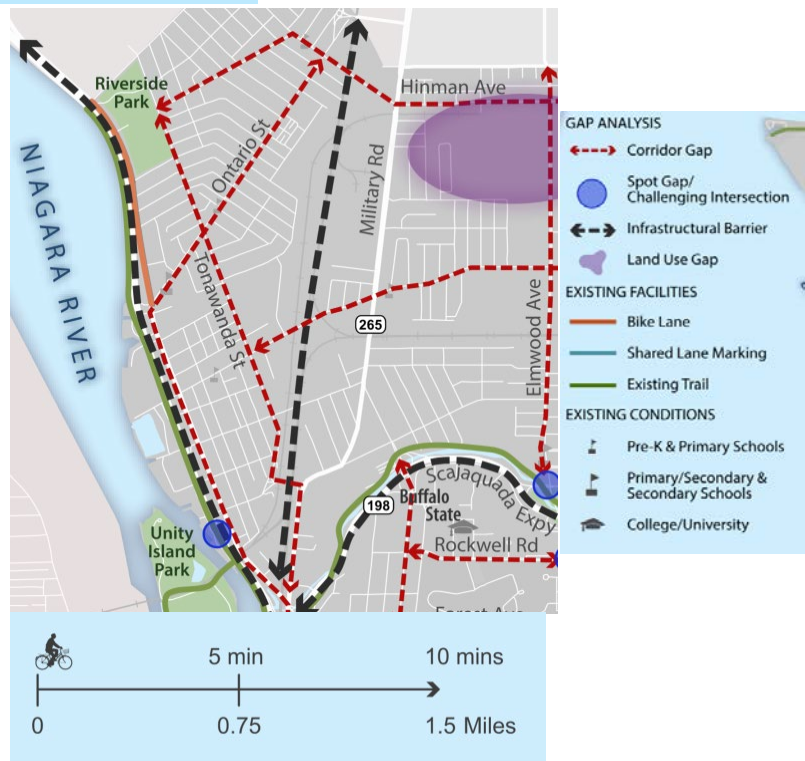 Riverside
Park
Hinman Ave
Ontario St
Military Rd
NIAGARA RIVER
Tonawanda St
265
Elmwood Ave
Scajaquada Expy
198
Buffalo
State
Rockwell Rd
Unity
Island
Park
GAP ANALYSIS
Corridor Gap
Spot Gap/
Challenging Intersection
Infrastructural Barrier
Land Use Gap
EXISTING FACILITIES
Bike Lane
Shared Lane Marking
Existing Trail
EXISTING CONDITIONS
Pre-K & Primary Schools
Primary/Secondary &
Secondary Schools
College/University
5 min
10 mins
0
0.75
1.5 Miles